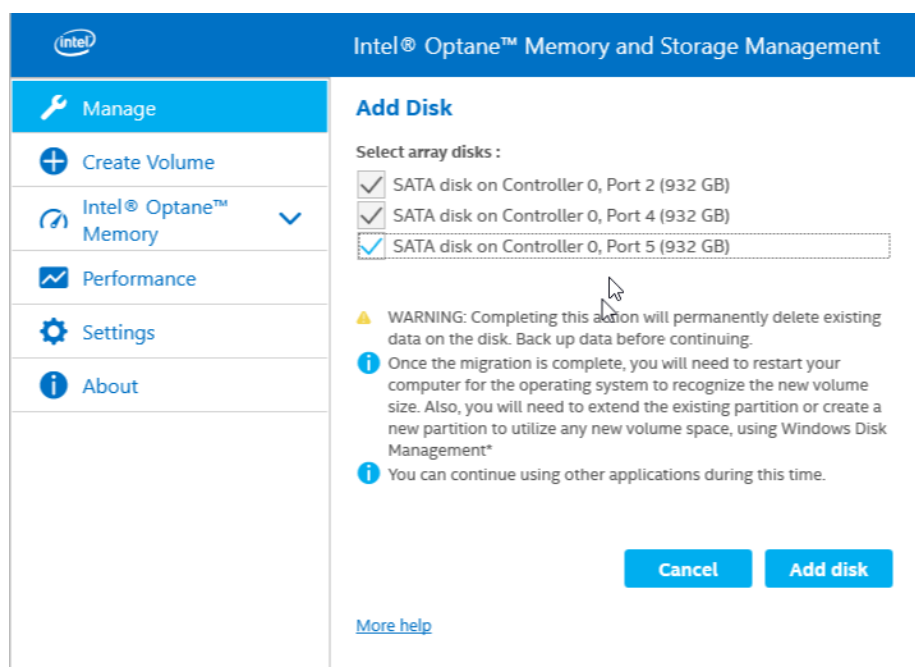 intel
Intel® Optane™ Memory and Storage Management
Manage
Create Volume
Intel® Optane™
Memory
Performance
Settings
About
Add Disk
Select array disks :
SATA disk on Controller 0, Port 2 (932 GB)
SATA disk on Controller 0, Port 4 (932 GB)
SATA disk on Controller 0, Port 5 (932 GB)
WARNING: Completing this action will permanently delete existing
data on the disk. Back up data before continuing.
Once the migration is complete, you will need to restart your
computer for the operating system to recognize the new volume
size. Also, you will need to extend the existing partition or create a
new partition to utilize any new volume space, using Windows Disk
Management*
You can continue using other applications during this time.
Cancel
Add disk
More help